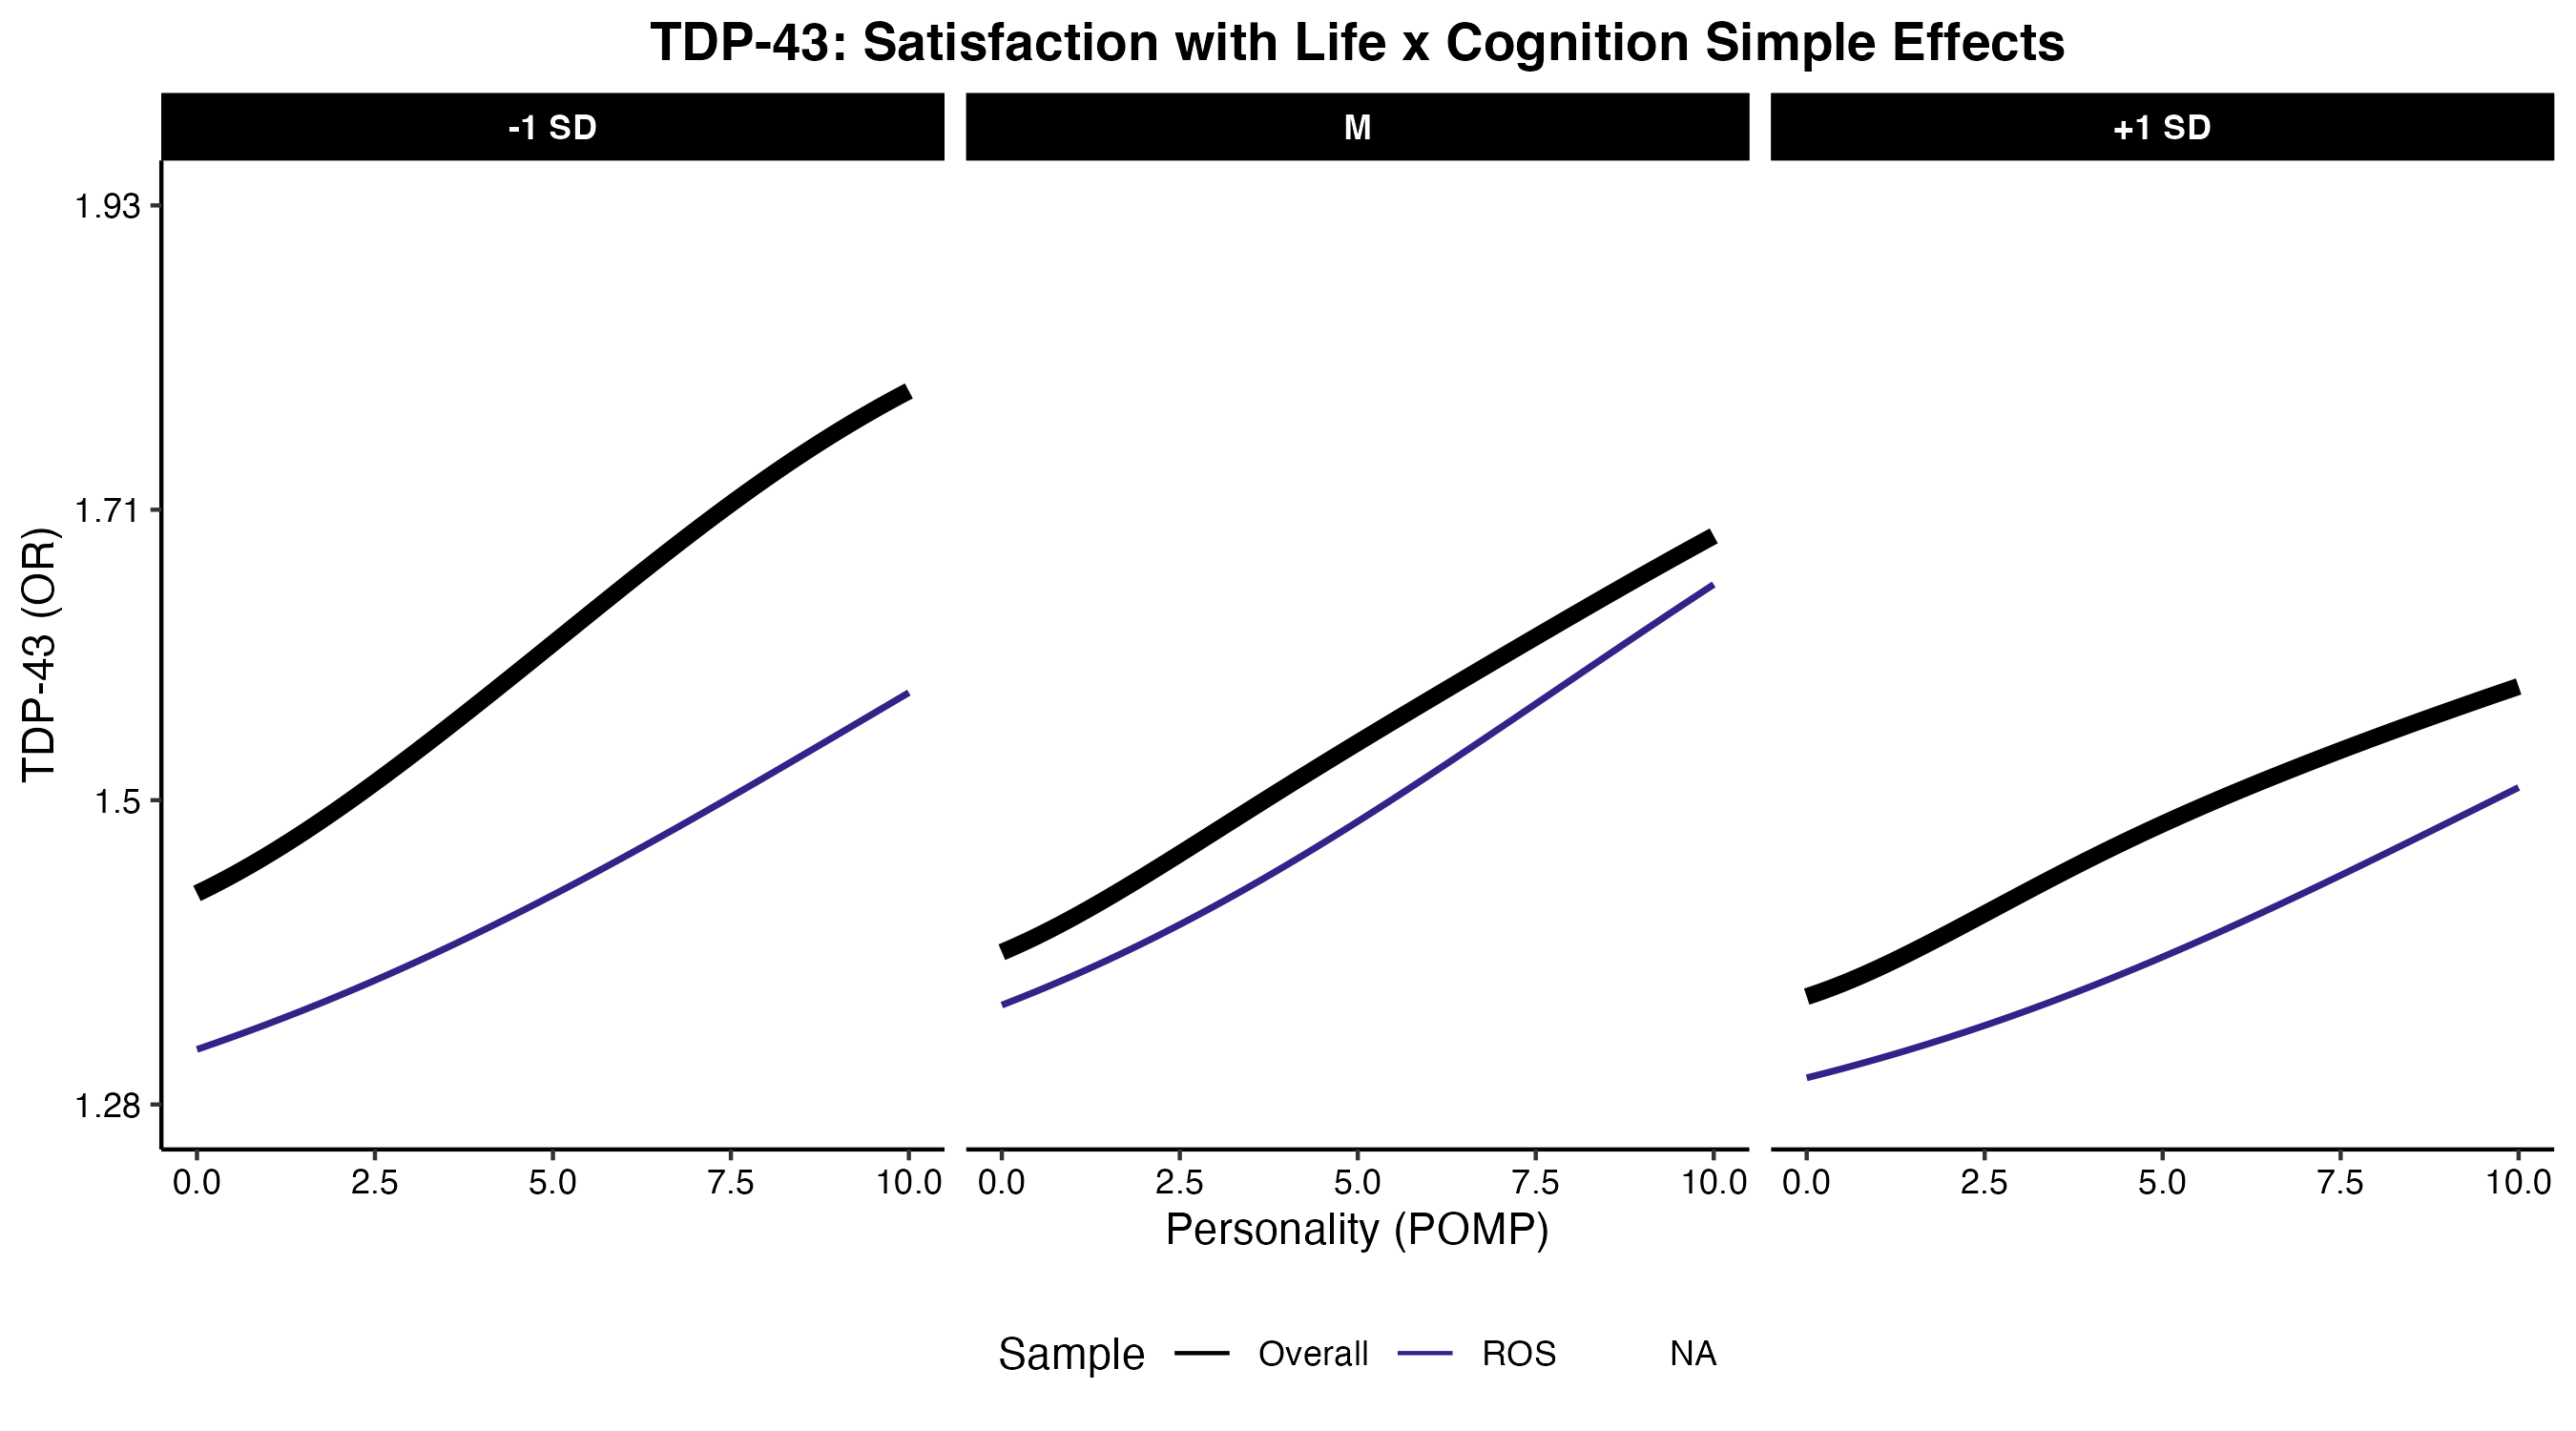 TDP-43: Satisfaction with Life x Cognition Simple Effects
-1 SD
M
+1 SD
TDP-43 (OR)
1.93
1.71
1.5
1.28
0.0 2.5 5.0 7.5 10.0
0.0 2.5 5.0 7.5 10.0
0.0 2.5 5.0 7.5 10.0
Personality (POMP)
Sample Overall ROS NA